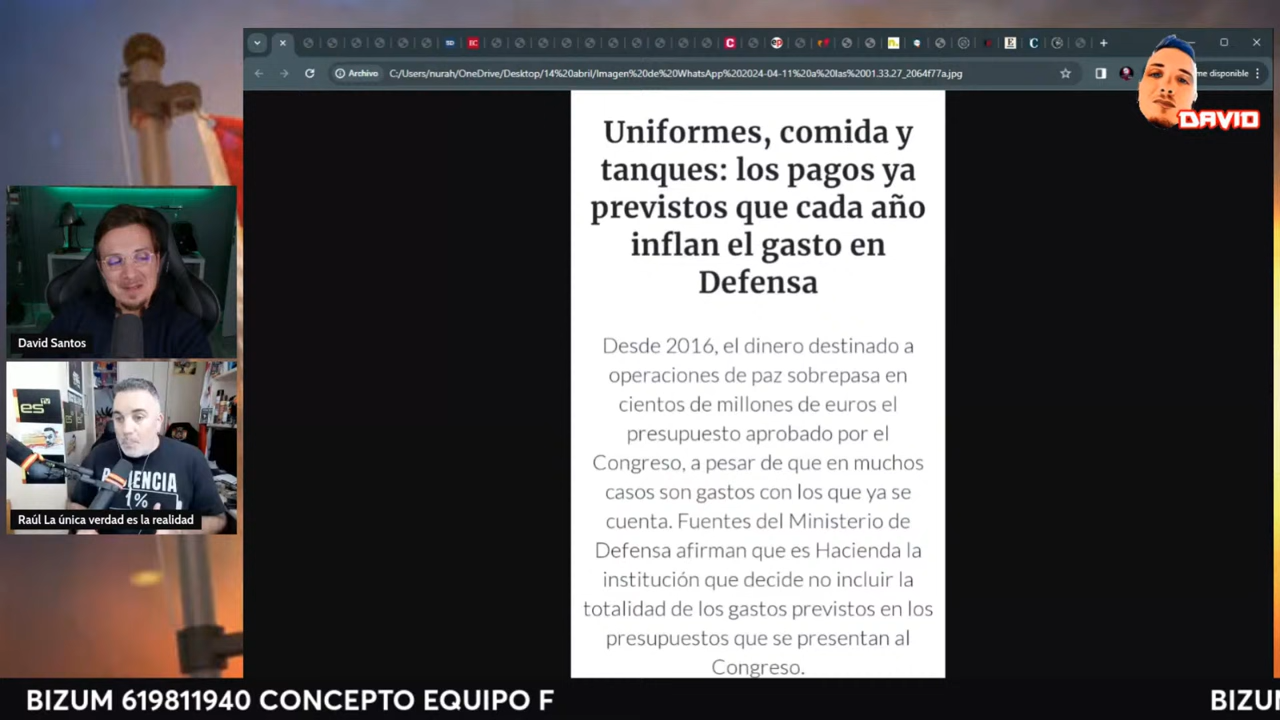 Archivo
C:/Users/nurah/OneDrive/Desktop/14%20abril/Imagen%20de%20WhatsApp%202024-04-11%20a%20las%2001.33.27_2064f77a.jpg
me disponible
DAVID
Uniformes, comida y
tanques: los pagos ya
previstos que cada año
inflan el gasto en
Defensa
Desde 2016, el dinero destinado a
operaciones de paz sobrepasa en
cientos de millones de euros el
presupuesto aprobado por el
Congreso, a pesar de que en muchos
casos son gastos con los que ya se
cuenta. Fuentes del Ministerio de
Defensa afirman que es Hacienda la
institución que decide no incluir la
totalidad de los gastos previstos en los
presupuestos que se presentan al
Congreso.
David Santos
es
1%
Raúl La única verdad es la realidad
BIZUM 619811940 CONCEPTO EQUIPO F
BIZU